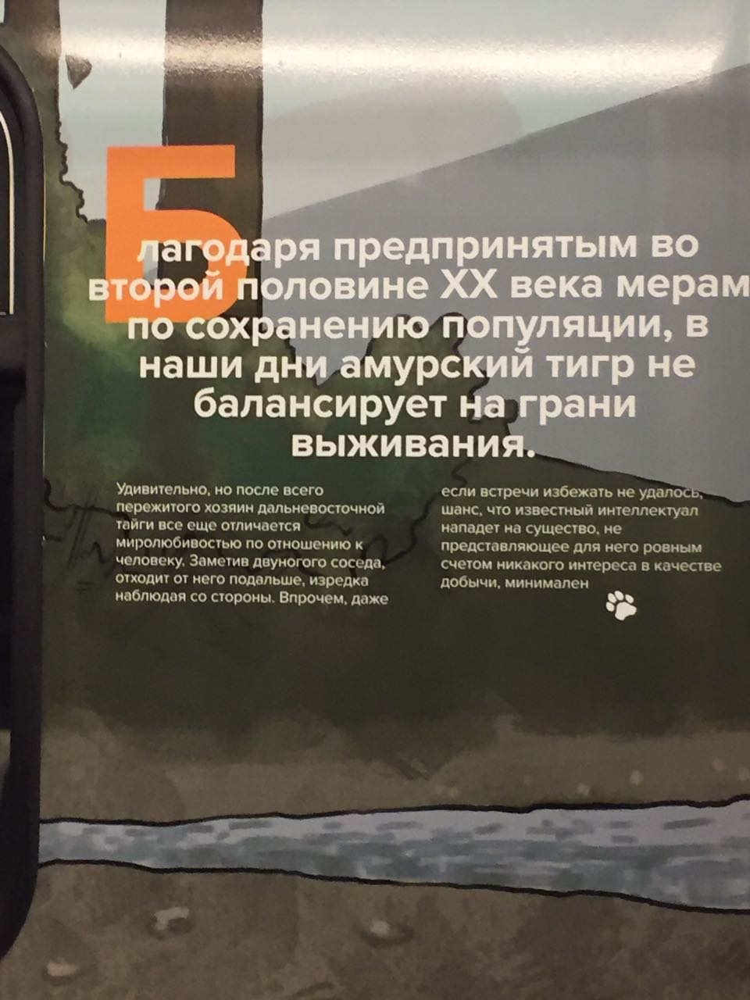 Благодаря предпринятым во
второй половине XX века мерам
по сохранению популяции, в
наши дни амурский тигр не
балансирует на грани
выживания.
Удивительно, но после всего
пережитого хозяин дальневосточной
тайги все еще отличается
миролюбивостью по отношению к
человеку. Заметив двуногого соседа,
отходит от него подальше, изредка
наблюдая со стороны. Впрочем, даже
если встречи избежать не удалось,
шанс, что известный интеллектуал
нападет на существо, не
представляющее для него ровным
счетом никакого интереса в качестве
добычи, минимален